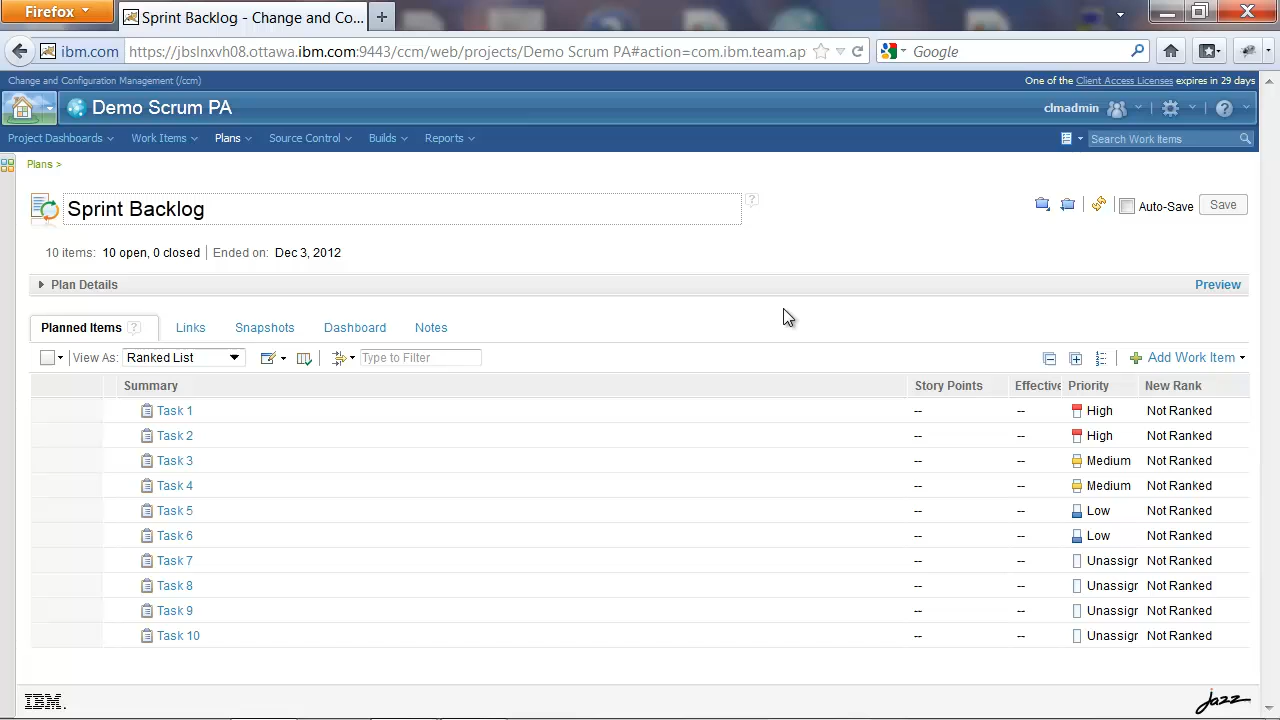 Firefox
Sprint Backlog - Change and Co...
ibm.com
https://jbslnxvh08.ottawa.ibm.com:9443/ccm/web/projects/Demo Scrum PA#action=com.ibm.team.ap
Google
Change and Configuration Management (/ccm)
One of the Client Access Licenses expires in 29 days
Demo Scrum PA
clmadmin
Project Dashboards Work Items Plans Source Control Builds Reports
Search Work Items
Plans >
Sprint Backlog
?
Auto-Save
Save
10 items: 10 open, 0 closed | Ended on: Dec 3, 2012
Plan Details
Preview
Planned Items ? Links Snapshots Dashboard Notes
View As: Ranked List
Type to Filter
Add Work Item
Summary Story Points Effective Priority New Rank
Task 1 -- -- High Not Ranked
Task 2 -- -- High Not Ranked
Task 3 -- -- Medium Not Ranked
Task 4 -- -- Medium Not Ranked
Task 5 -- -- Low Not Ranked
Task 6 -- -- Low Not Ranked
Task 7 -- -- Unassigr Not Ranked
Task 8 -- -- Unassigr Not Ranked
Task 9 -- -- Unassigr Not Ranked
Task 10 -- -- Unassigr Not Ranked
IBM.
jazz